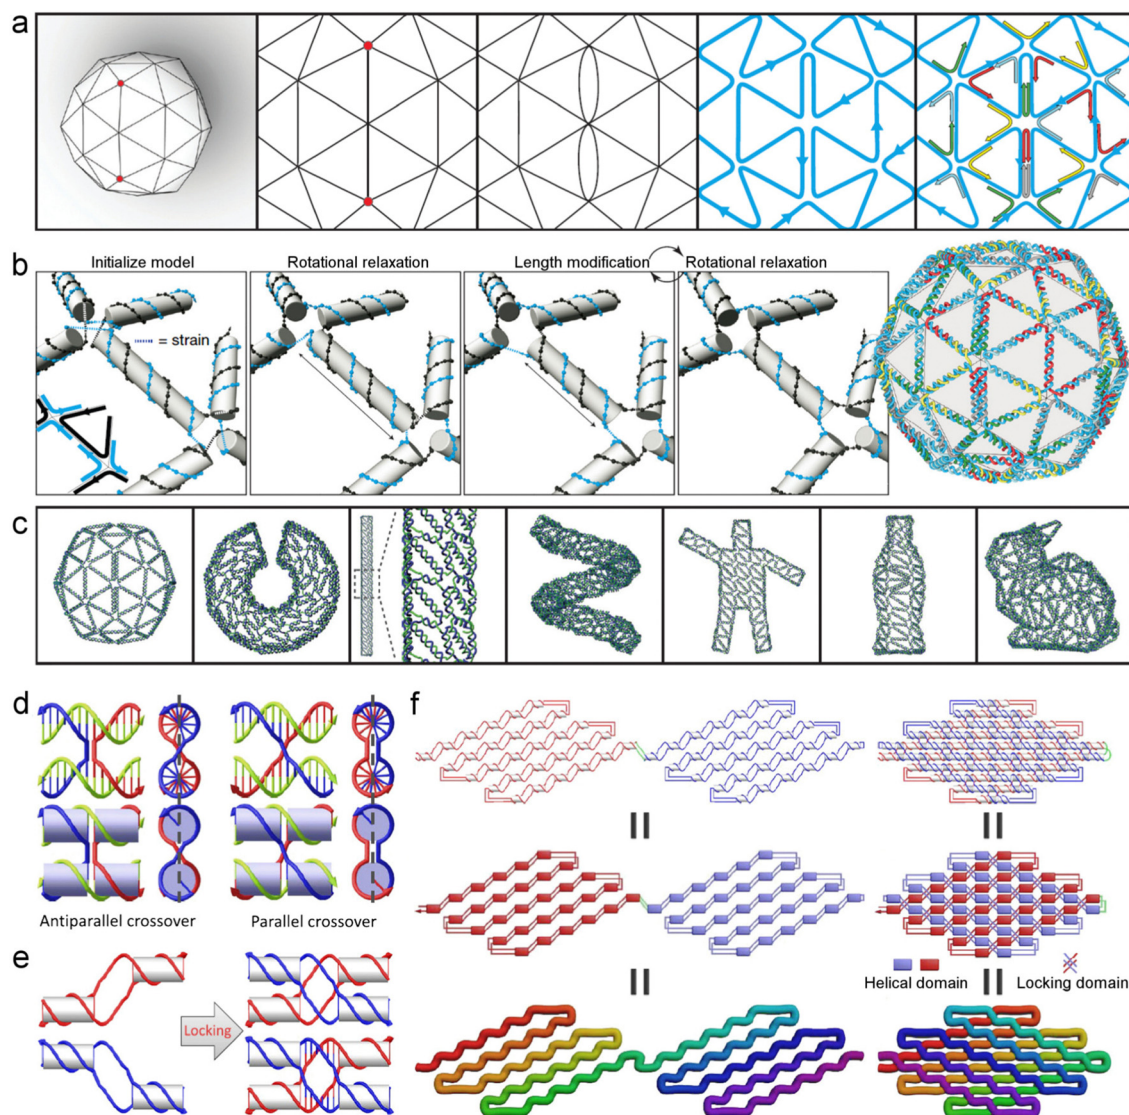 a
b
Initialize model
Rotational relaxation
Length modification
Rotational relaxation
= strain
c
d
Antiparallel crossover
Parallel crossover
e
Locking
f
Helical domain
Locking domain